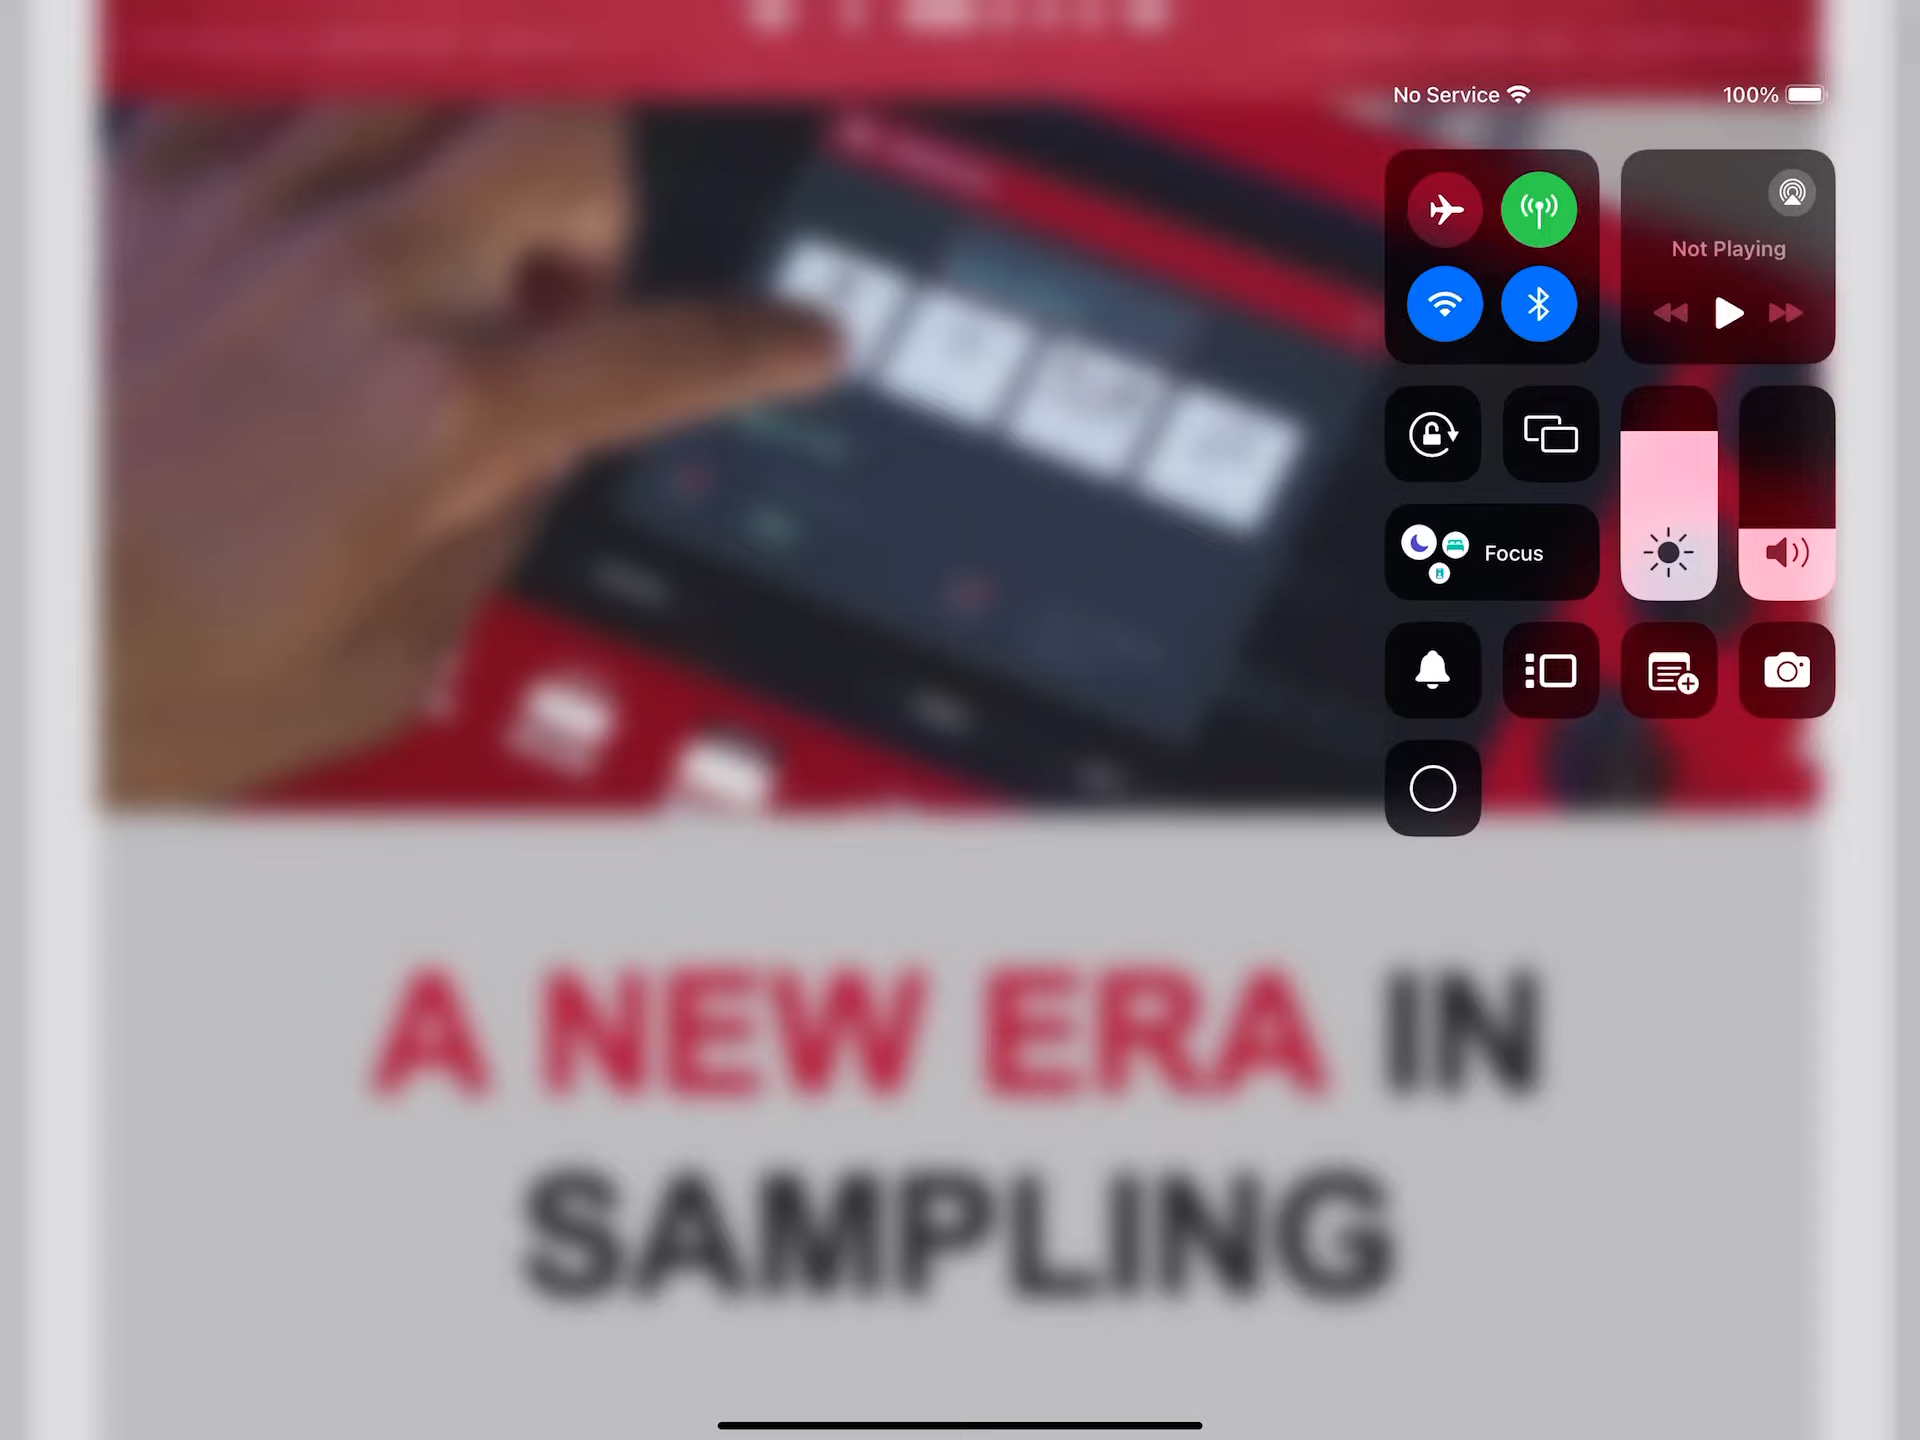 No Service 100%
Not Playing
Focus
A NEW ERA IN
SAMPLING